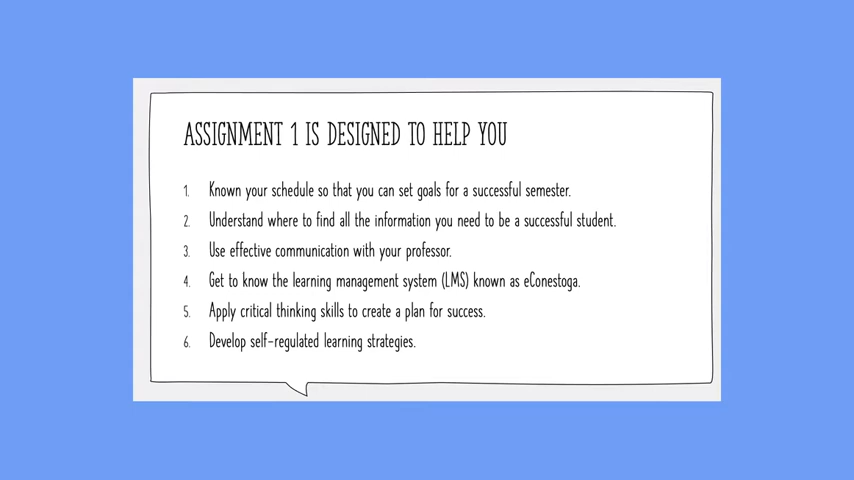 ASSIGNMENT 1 IS DESIGNED TO HELP YOU
1. Known your schedule so that you can set goals for a successful semester.
2. Understand where to find all the information you need to be a successful student.
3. Use effective communication with your professor.
4. Get to know the learning management system (LMS) known as eConestoga.
5. Apply critical thinking skills to create a plan for success.
6. Develop self-regulated learning strategies.